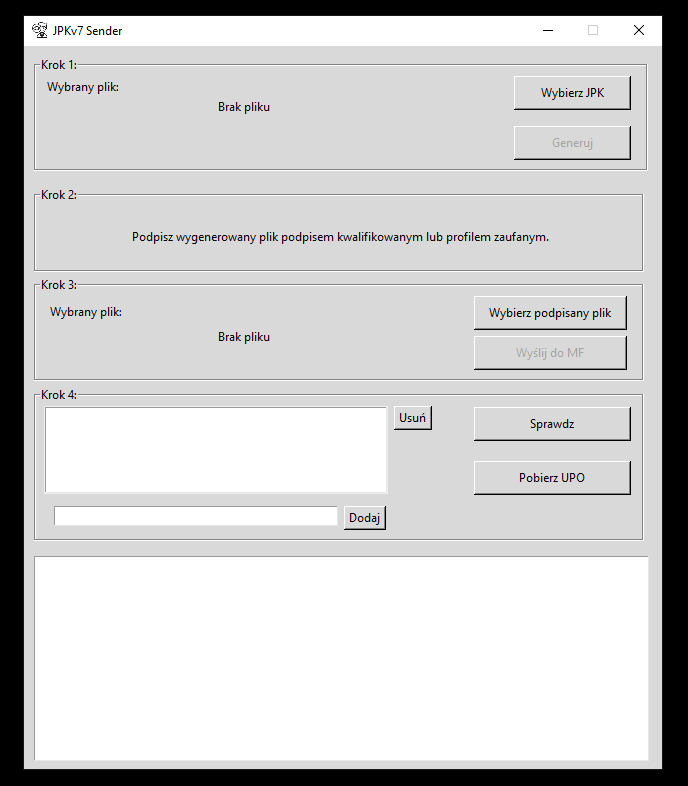 JPKv7 Sender
Krok 1:
Wybrany plik:
Brak pliku
Wybierz JPK
Generuj
Krok 2:
Podpisz wygenerowany plik podpisem kwalifikowanym lub profilem zaufanym.
Krok 3:
Wybrany plik:
Brak pliku
Wybierz podpisany plik
Wyślij do MF
Krok 4:
Usuń
Sprawdz
Pobierz UPO
Dodaj